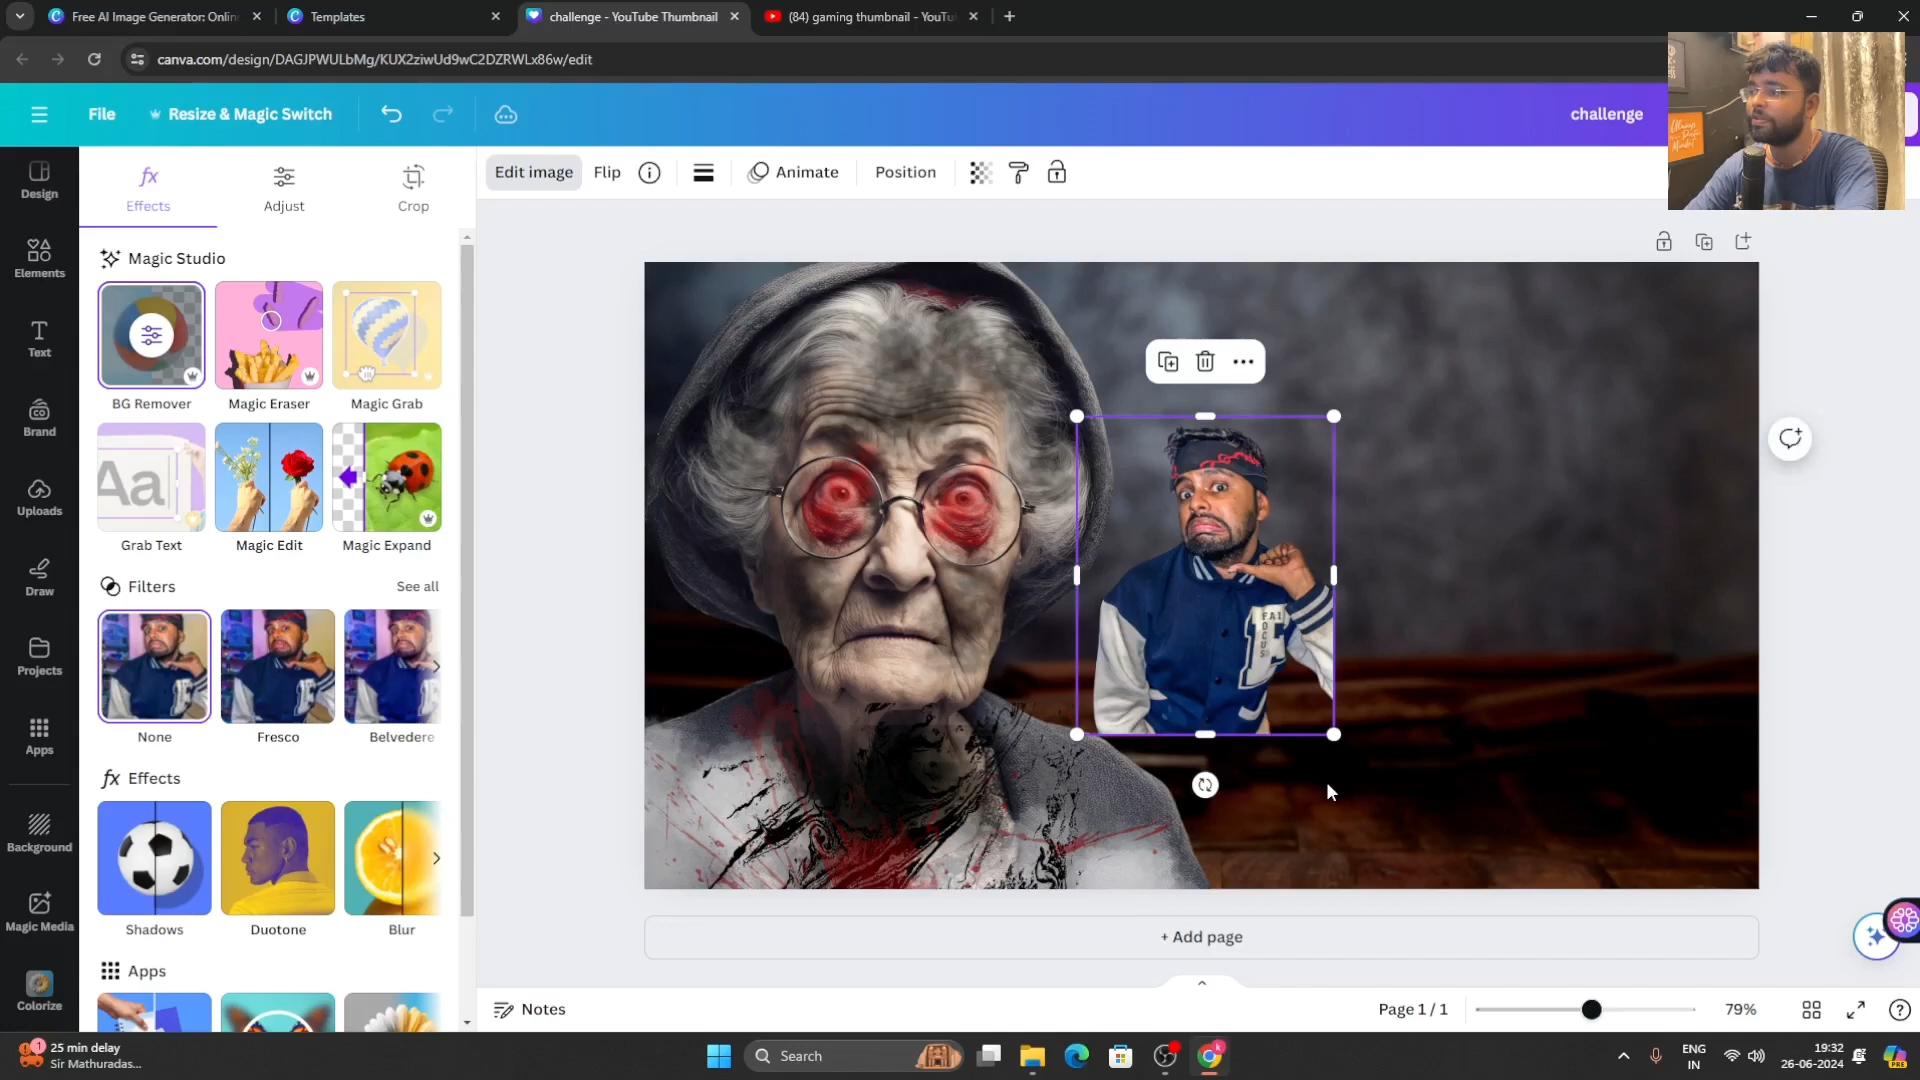 Free AI Image Generator: Onlin
Templates
challenge - YouTube Thumbnail
(84) gaming thumbnail - YouTu
canva.com/design/DAGJPWULbMg/KUX2ziwUd9wC2DZRWLx86w/edit
File
Resize & Magic Switch
challenge
Always
Design
Elements
Text
Brand
Uploads
Draw
Projects
Apps
Background
Magic Media
Colorize
Effects
Adjust
Crop
Magic Studio
BG Remover
Magic Eraser
Magic Grab
Aa
Grab Text
Magic Edit
Magic Expand
Filters
See all
None
Fresco
Belvedere
Effects
Shadows
Duotone
Blur
Apps
Edit image
Flip
Animate
Position
+ Add page
Notes
Page 1 / 1
79%
1
25 min delay
Sir Mathuradas...
Search
ENG
IN
19:32
26-06-2024
PRE